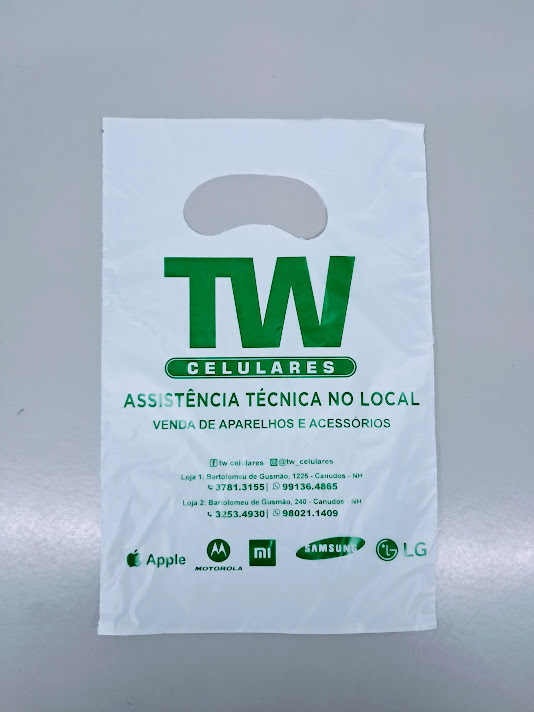 TW
CELULARES
ASSISTÊNCIA TÉCNICA NO LOCAL
VENDA DE APARELHOS E ACESSÓRIOS
tw celulares @tw_celulares
Loja 1: Bartolomeu de Gusmão, 1225 - Canudos - NH
3781.3155| 99136.4865
Loja 2: Bartolomeu de Gusmão, 240 - Canudos - NH
3253.4930| 98021.1409
Apple MOTOROLA mi SAMSUNG LG